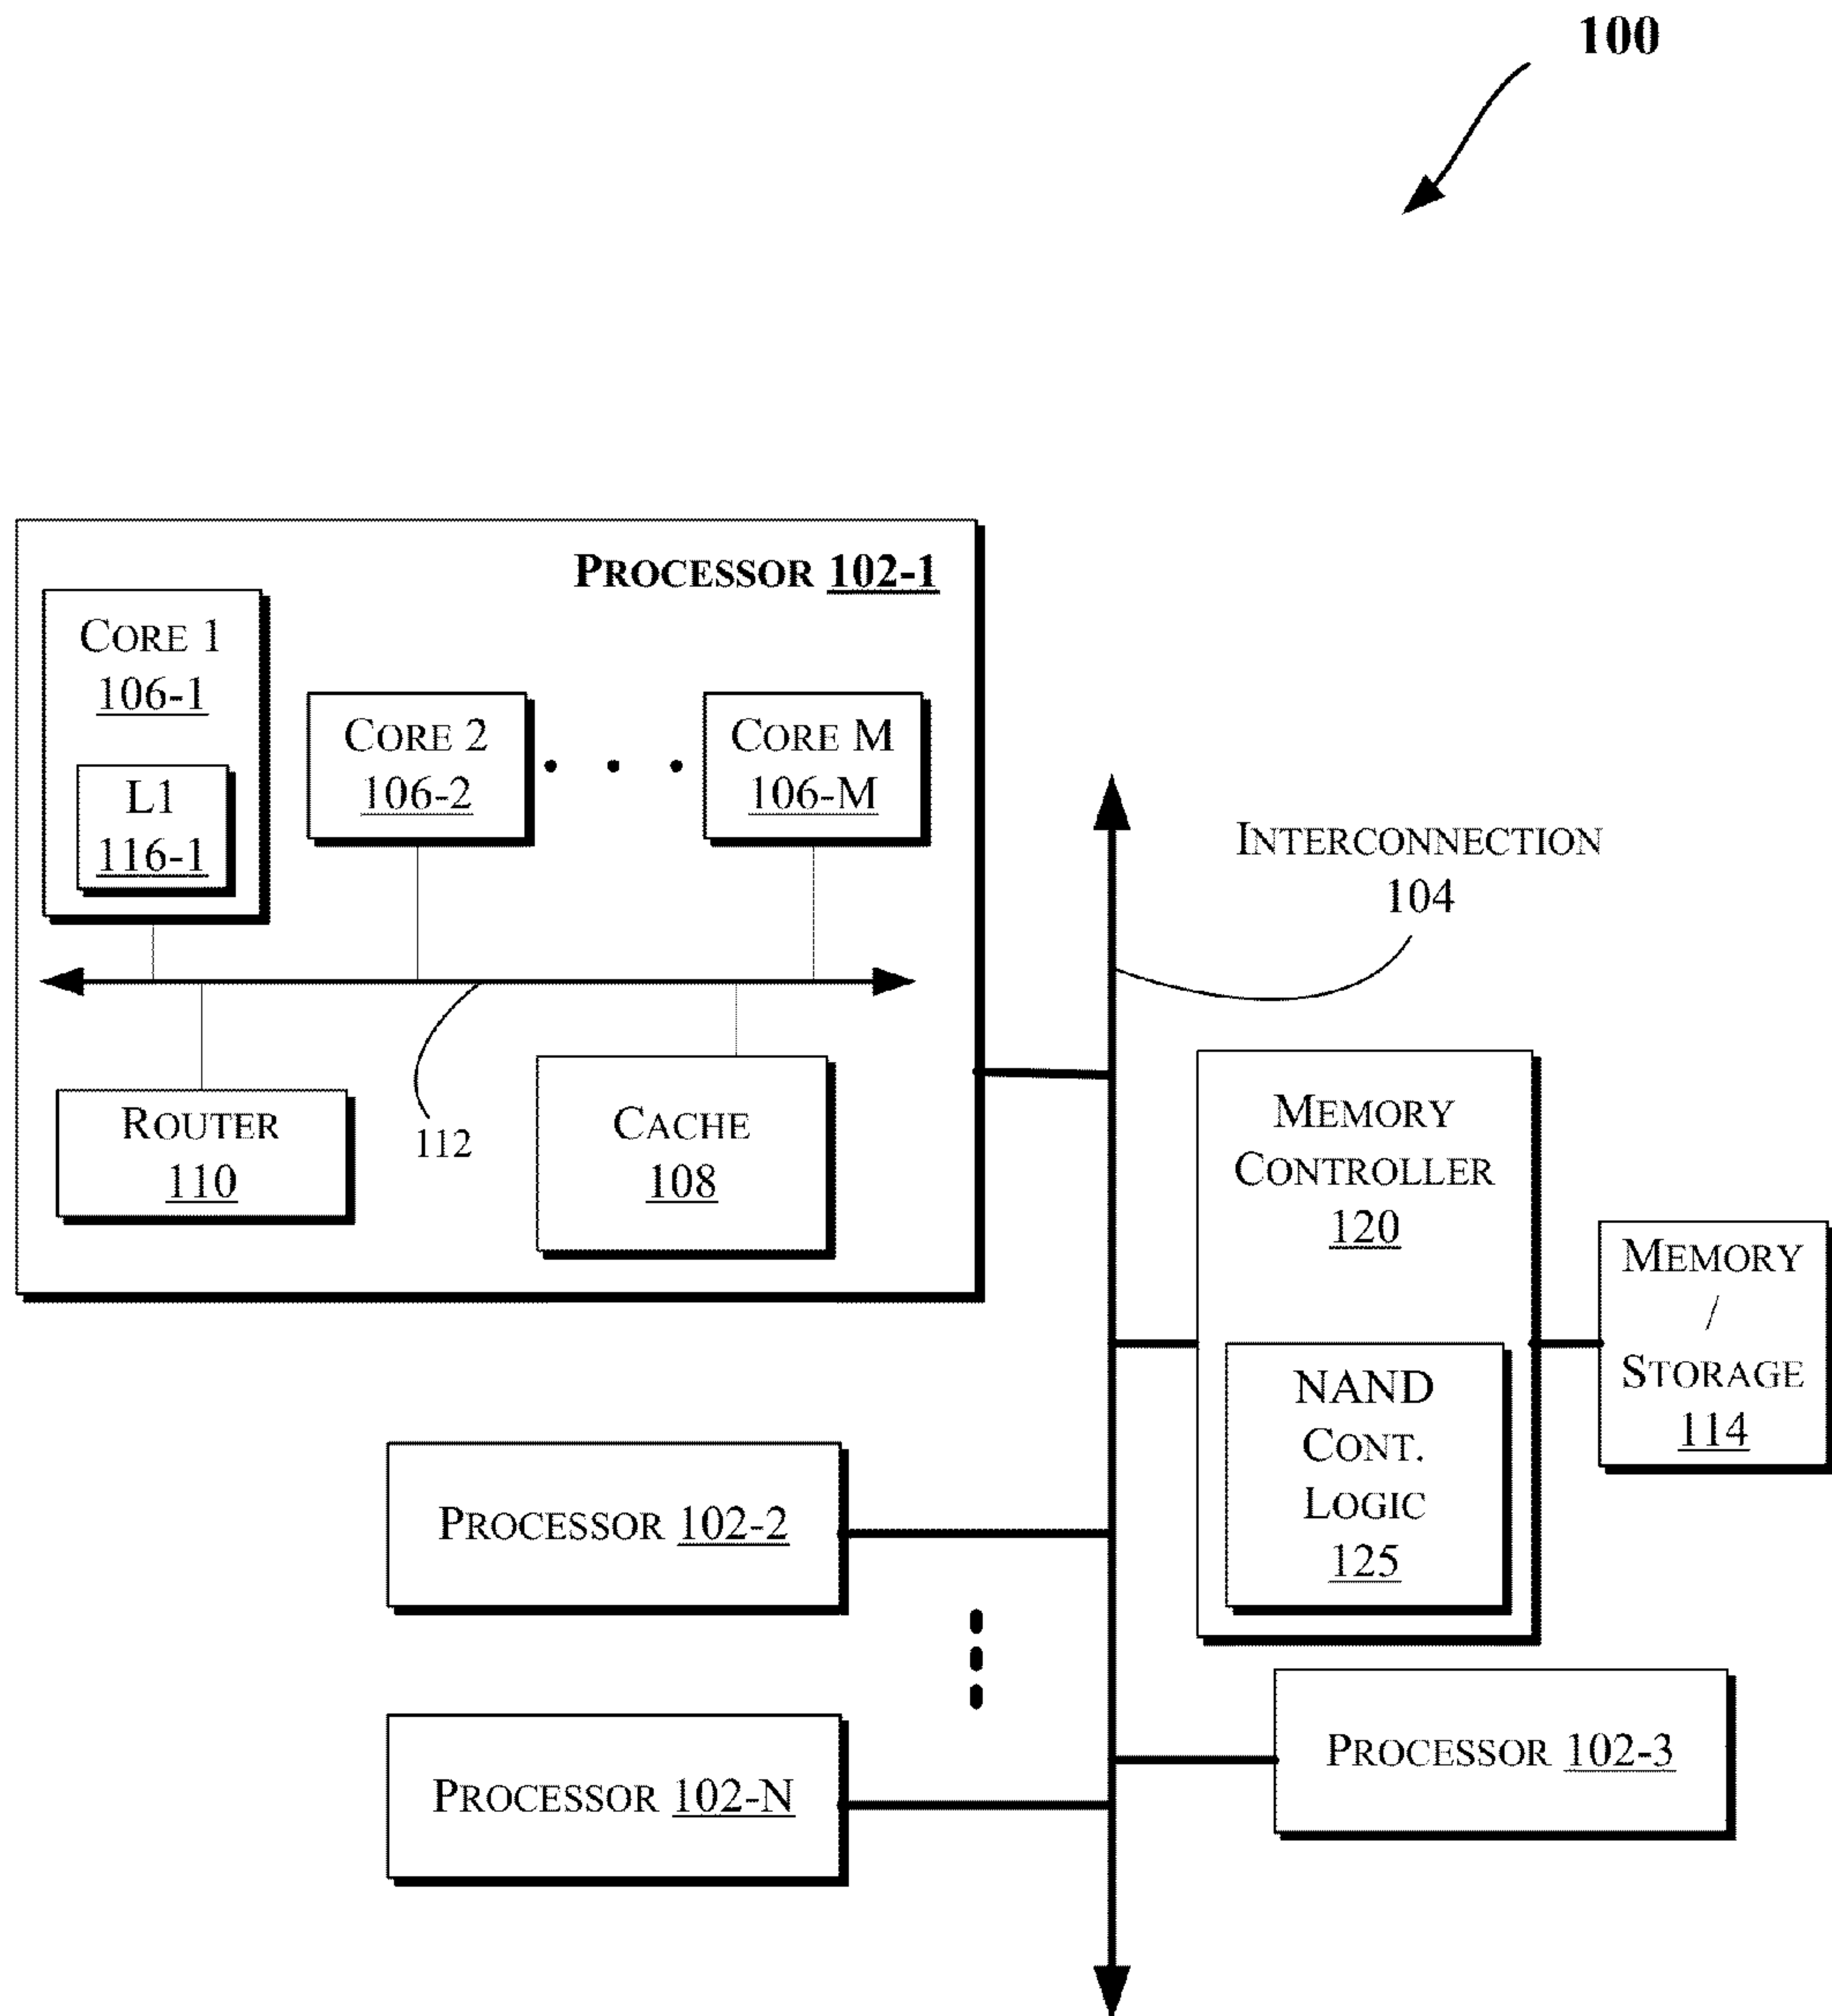 100
PROCESSOR 102-1
CORE 1
106-1
L1
116-1
CORE 2
106-2
CORE M
106-M
INTERCONNECTION
104
ROUTER
110
112
CACHE
108
MEMORY
CONTROLLER
120
NAND
CONT.
LOGIC
125
MEMORY
/
STORAGE
114
PROCESSOR 102-2
PROCESSOR 102-3
PROCESSOR 102-N